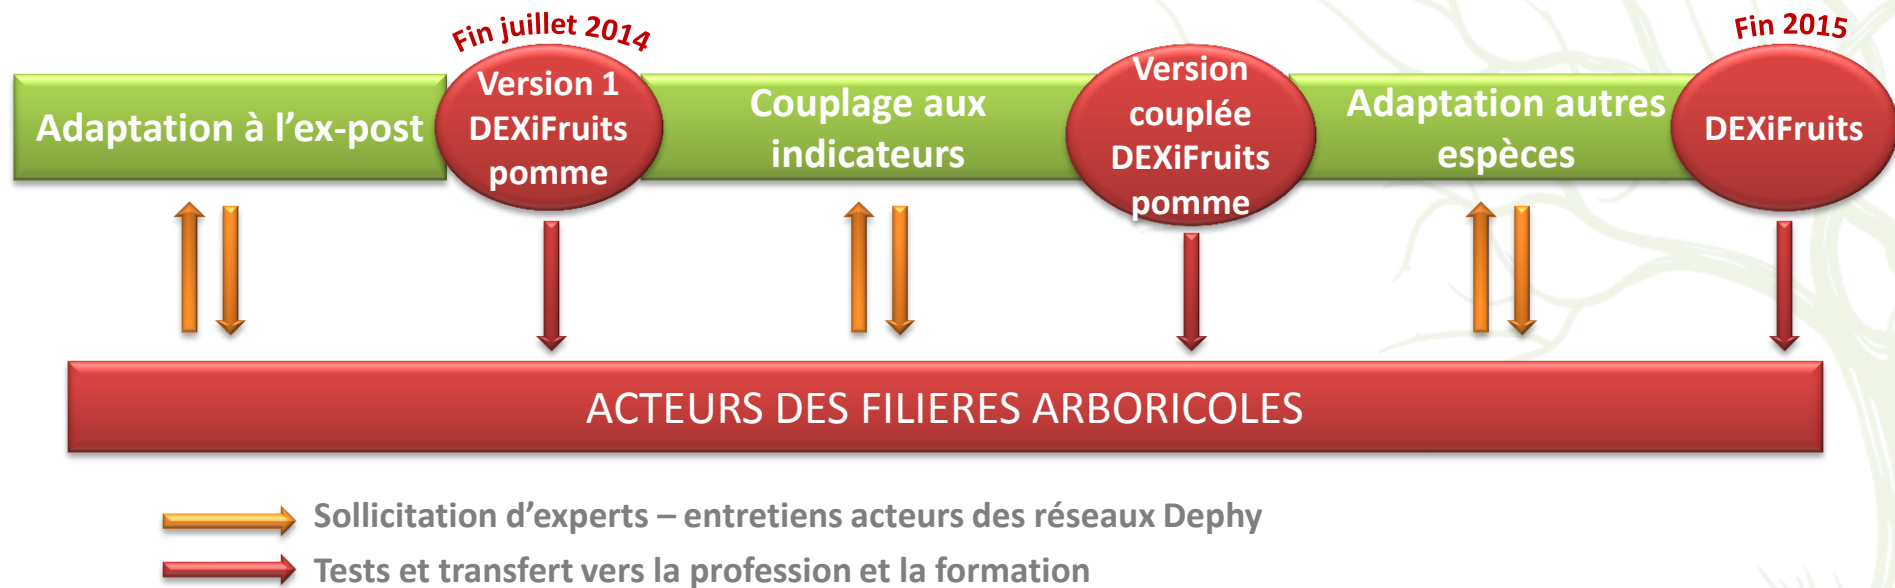 Fin juillet 2014
Fin 2015
Adaptation à l'ex-post
Version 1
DEXiFruits
pomme
Couplage aux
indicateurs
Version
couplée
DEXiFruits
pomme
Adaptation autres
espèces
DEXiFruits
ACTEURS DES FILIERES ARBORICOLES
Sollicitation d'experts – entretiens acteurs des réseaux Dephy
Tests et transfert vers la profession et la formation